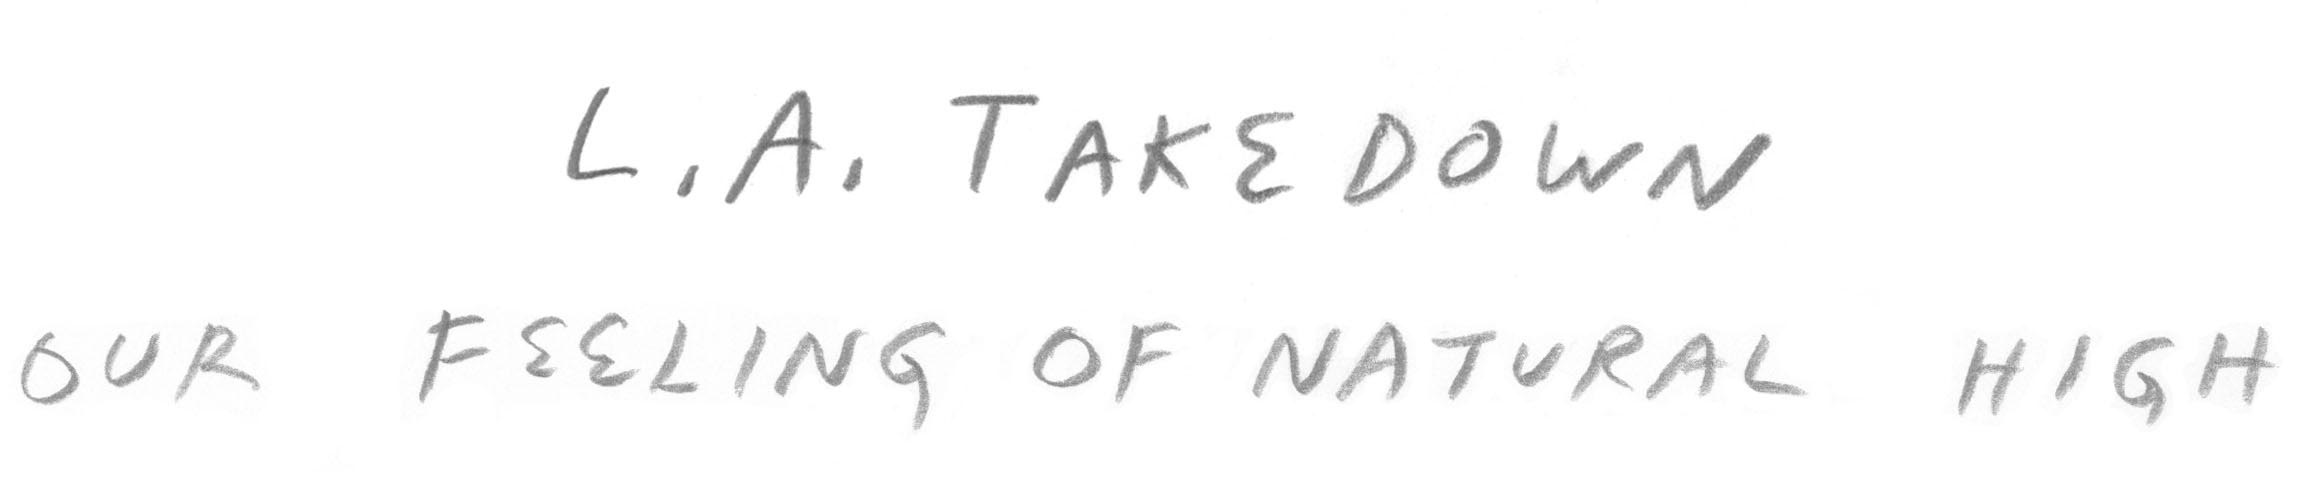 L.A. TAKEDOWN
OUR FEELING OF NATURAL HIGH